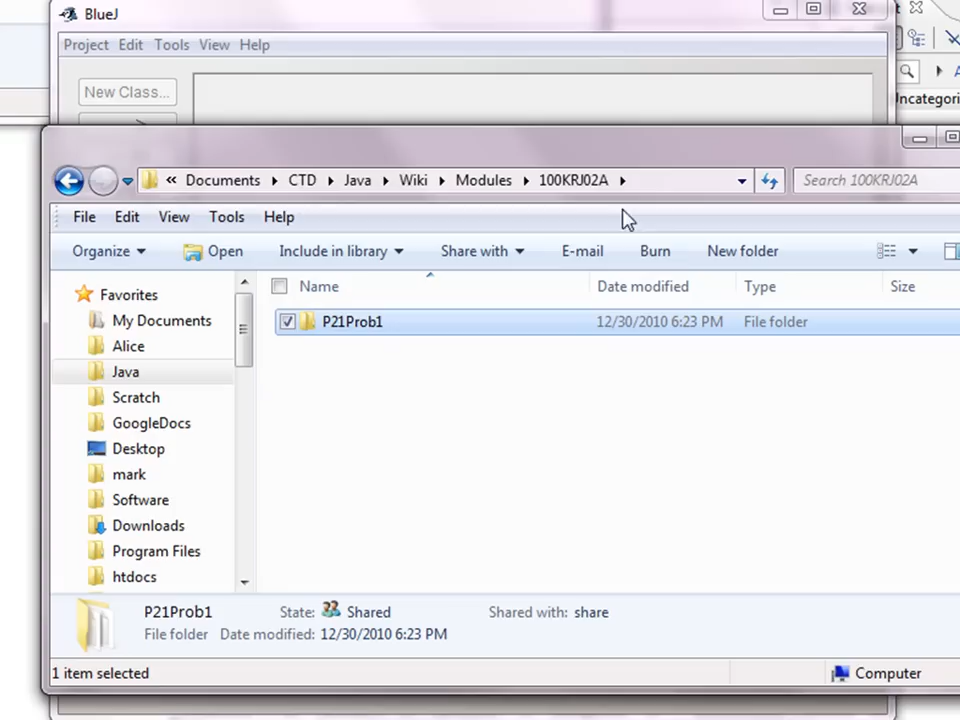 BlueJ
Project Edit Tools View Help
New Class...
Uncategori
« Documents CTD Java Wiki Modules 100KRJ02A
Search 100KRJ02A
File Edit View Tools Help
Organize Open Include in library Share with E-mail Burn New folder
Name Date modified Type Size
P21Prob1 12/30/2010 6:23 PM File folder
Favorites
My Documents
Alice
Java
Scratch
GoogleDocs
Desktop
mark
Software
Downloads
Program Files
htdocs
P21Prob1 State: Shared Shared with: share
File folder Date modified: 12/30/2010 6:23 PM
1 item selected Computer